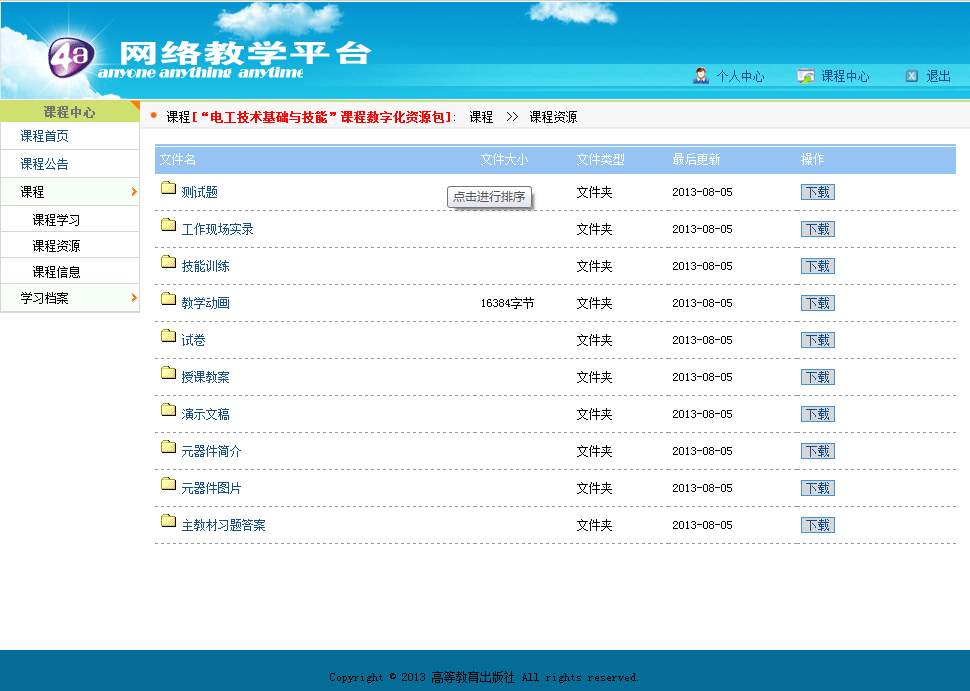 4a 网络教学平台
anyone anything anytime
个人中心 课程中心 退出
课程中心
课程首页
课程公告
课程
课程学习
课程资源
课程信息
学习档案
课程[“电工技术基础与技能”课程数字化资源包]: 课程 >> 课程资源
文件名 文件大小 文件类型 最后更新 操作
测试题 文件夹 2013-08-05 下载
点击进行排序
工作现场实录 文件夹 2013-08-05 下载
技能训练 文件夹 2013-08-05 下载
教学动画 16384字节 文件夹 2013-08-05 下载
试卷 文件夹 2013-08-05 下载
授课教案 文件夹 2013-08-05 下载
演示文稿 文件夹 2013-08-05 下载
元器件简介 文件夹 2013-08-05 下载
元器件图片 文件夹 2013-08-05 下载
主教材习题答案 文件夹 2013-08-05 下载
Copyright © 2013 高等教育出版社 All rights reserved.